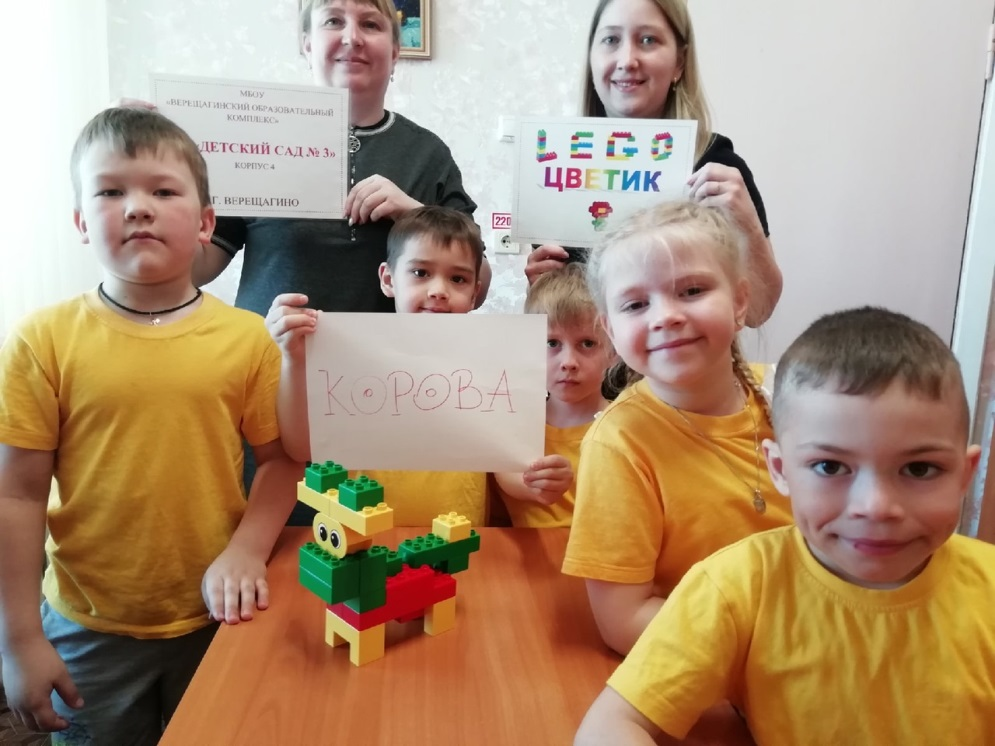 МБОУ
«ВЕРЕЩАГИНСКИЙ ОБРАЗОВАТЕЛЬНЫЙ
КОМПЛЕКС»
ДЕТСКИЙ САД № 3»
КОРПУС 4
Г. ВЕРЕЩАГИНО
LEGO
ЦВЕТИК
220
КОРОВА